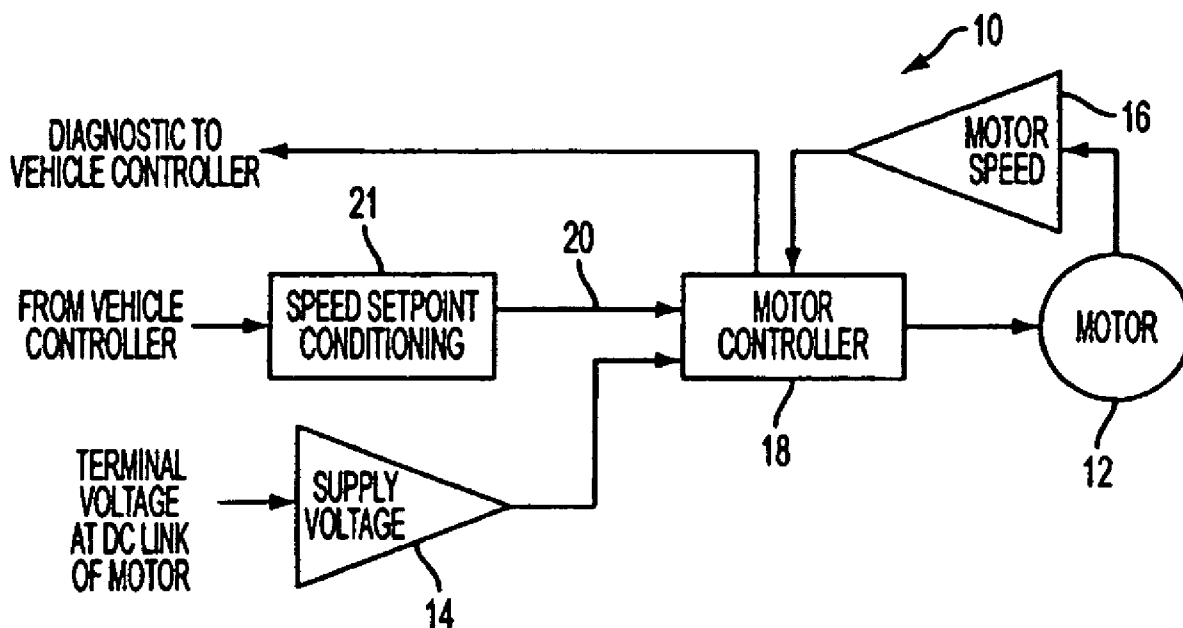 10
DIAGNOSTIC TO
VEHICLE CONTROLLER
MOTOR
SPEED
16
21
20
FROM VEHICLE
CONTROLLER
SPEED SETPOINT
CONDITIONING
MOTOR
CONTROLLER
MOTOR
18
12
TERMINAL
VOLTAGE
AT DC LINK
OF MOTOR
SUPPLY
VOLTAGE
14